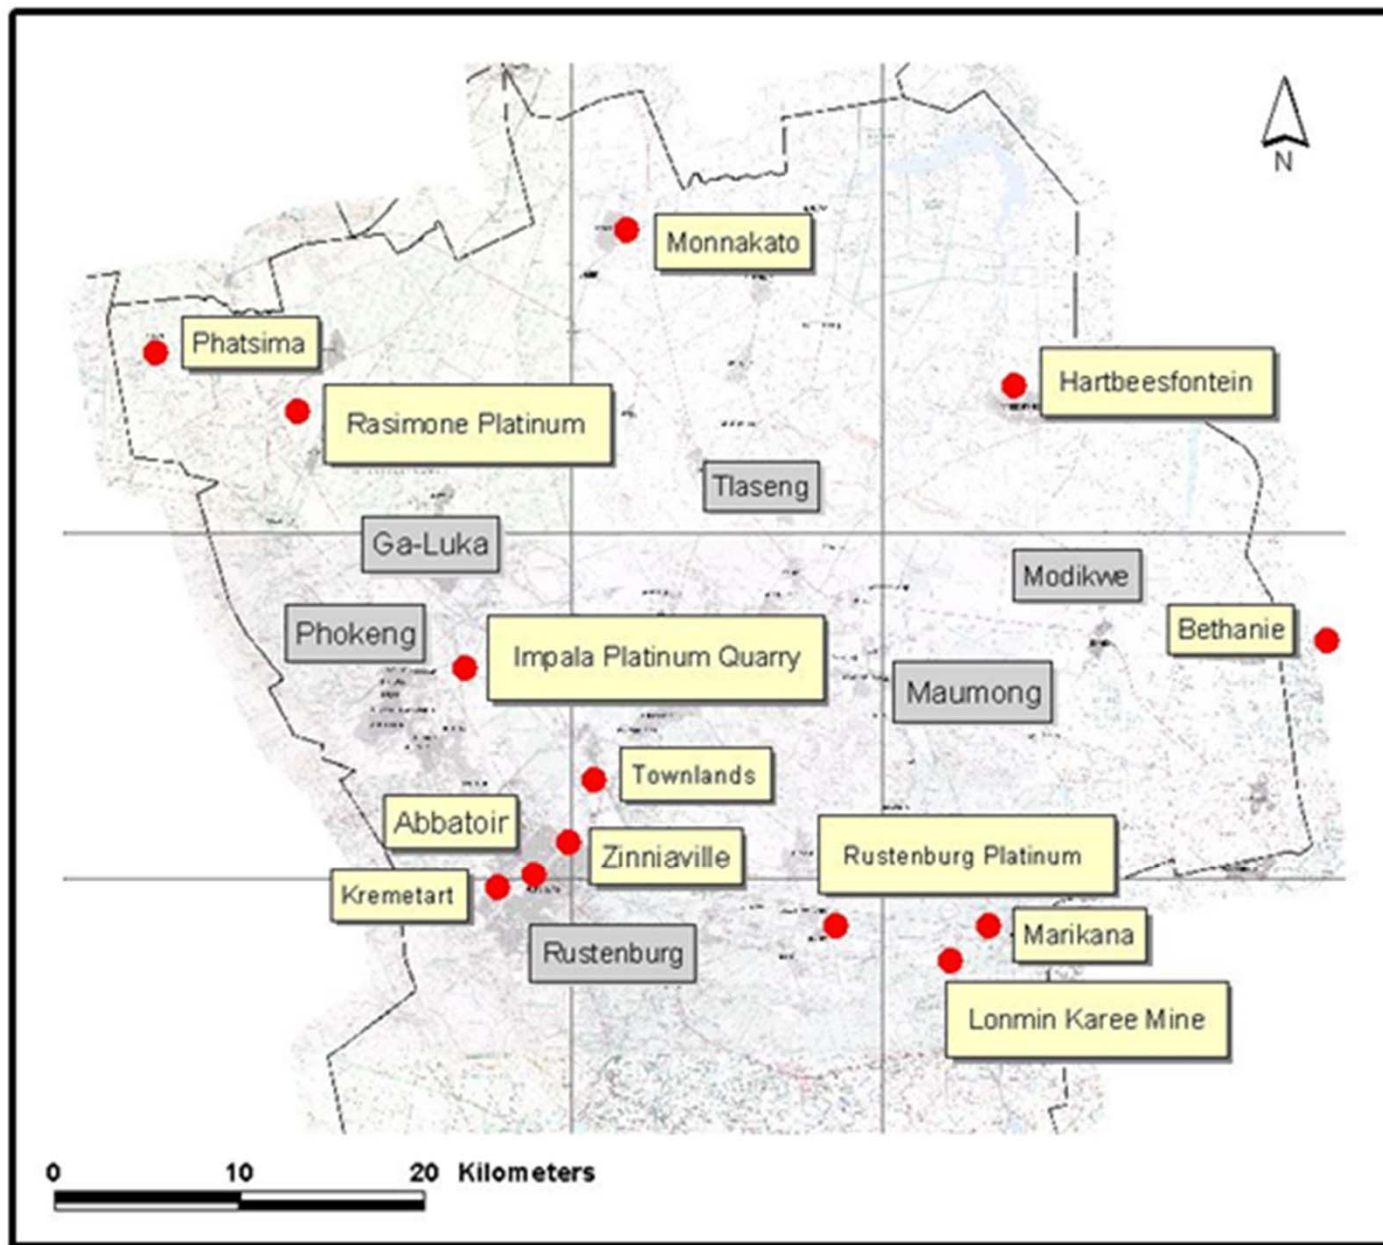 N
Monnakato
Phatsima
Hartbeesfontein
Rasimone Platinum
Tlaseng
Ga-Luka
Modikwe
Phokeng
Bethanie
Impala Platinum Quarry
Maumong
Townlands
Abbatoir
Zinniaville
Rustenburg Platinum
Kremetart
Marikana
Rustenburg
Lonmin Karee Mine
0 10 20 Kilometers